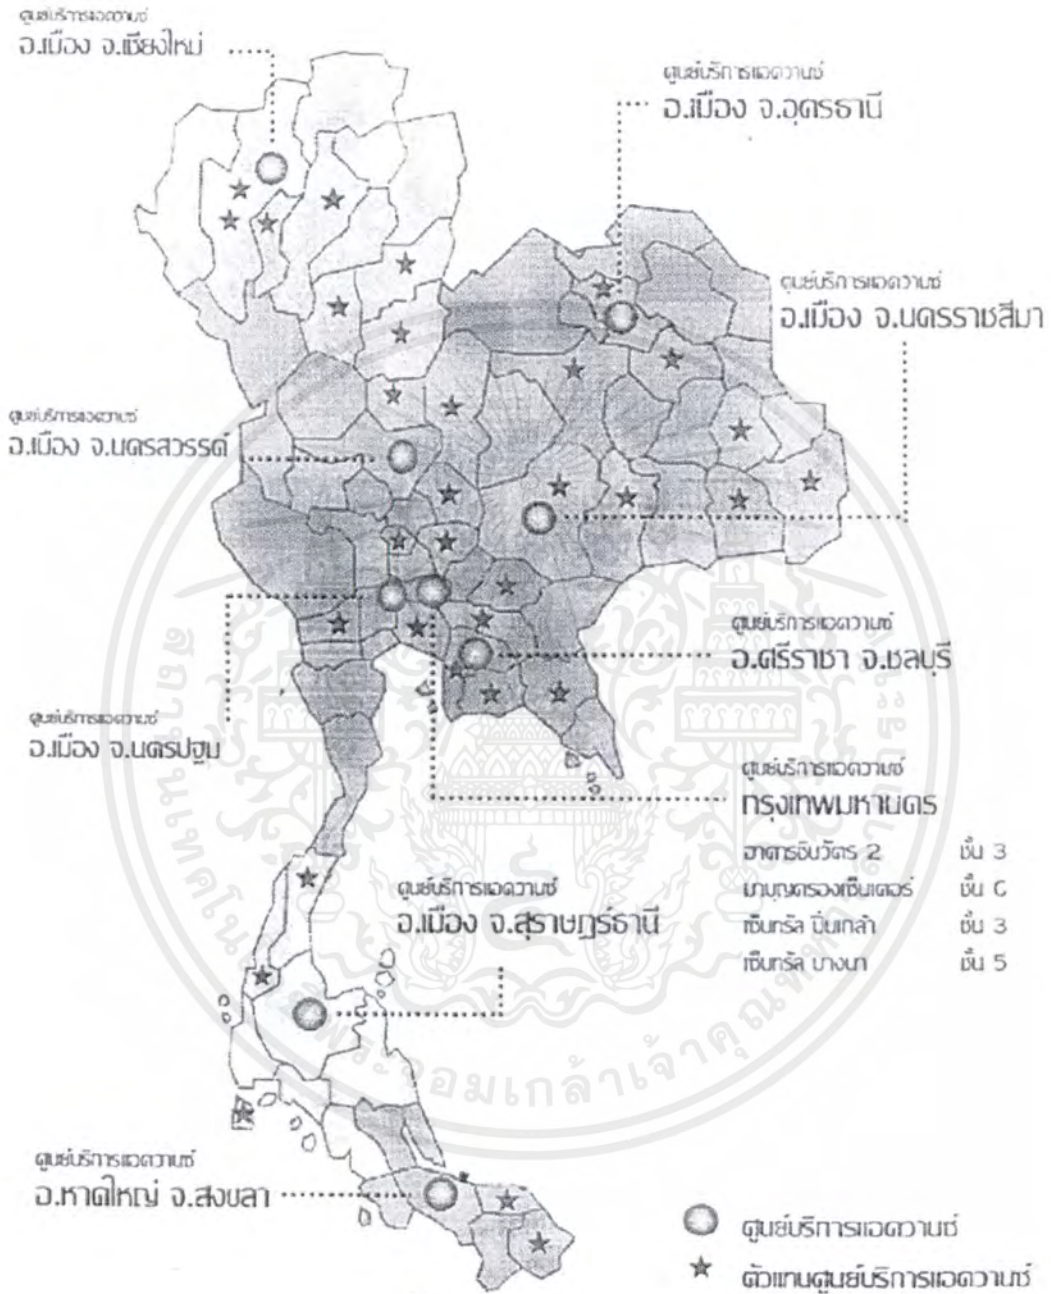 ศูนย์บริการแอดวานซ์
อ.เมือง จ.เชียงใหม่
ศูนย์บริการแอดวานซ์
อ.เมือง จ.อุดรธานี
ศูนย์บริการแอดวานซ์
อ.เมือง จ.นครราชสีมา
ศูนย์บริการแอดวานซ์
อ.เมือง จ.นครสวรรค์
ศูนย์บริการแอดวานซ์
อ.ศรีราชา จ.ชลบุรี
ศูนย์บริการแอดวานซ์
อ.เมือง จ.นครปฐม
ศูนย์บริการแอดวานซ์
กรุงเทพมหานคร
อาคารชินวัตร 2 ชั้น 3
มาบุญครองเซ็นเตอร์ ชั้น
เซ็นทรัล ปิ่นเกล้า ชั้น 3
เซ็นทรัล บางนา ชั้น 5
ศูนย์บริการแอดวานซ์
อ.เมือง จ.สุราษฎร์ธานี
ศูนย์บริการแอดวานซ์
อ.หาดใหญ่ จ.สงขลา
ศูนย์บริการแอดวานซ์
ตัวแทนศูนย์บริการแอดวานซ์